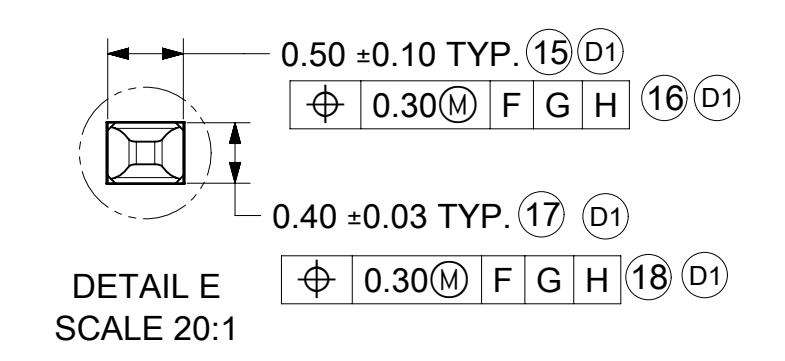 0.50 ±0.10 TYP. 15 D1
⌖ 0.30Ⓜ F G H 16 D1
0.40 ±0.03 TYP. 17 D1
⌖ 0.30Ⓜ F G H 18 D1
DETAIL E
SCALE 20:1